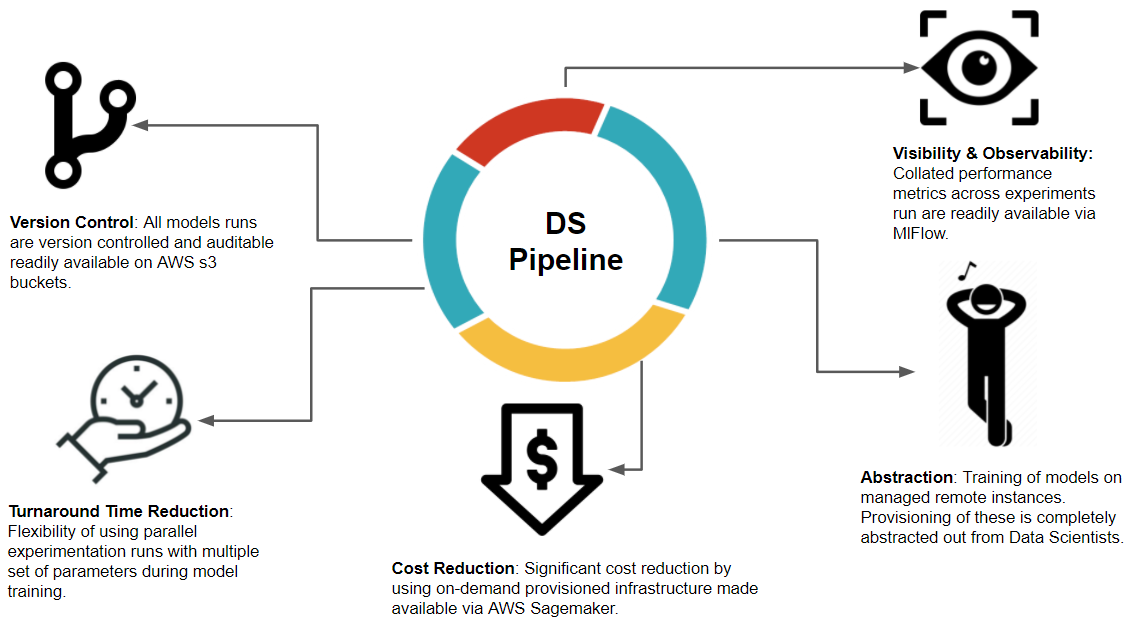 DS
Pipeline
Version Control: All models runs
are version controlled and auditable
readily available on AWS s3
buckets.
Visibility & Observability:
Collated performance
metrics across experiments
run are readily available via
MlFlow.
Turnaround Time Reduction:
Flexibility of using parallel
experimentation runs with multiple
set of parameters during model
training.
$
Cost Reduction: Significant cost reduction by
using on-demand provisioned infrastructure made
available via AWS Sagemaker.
Abstraction: Training of models on
managed remote instances.
Provisioning of these is completely
abstracted out from Data Scientists.